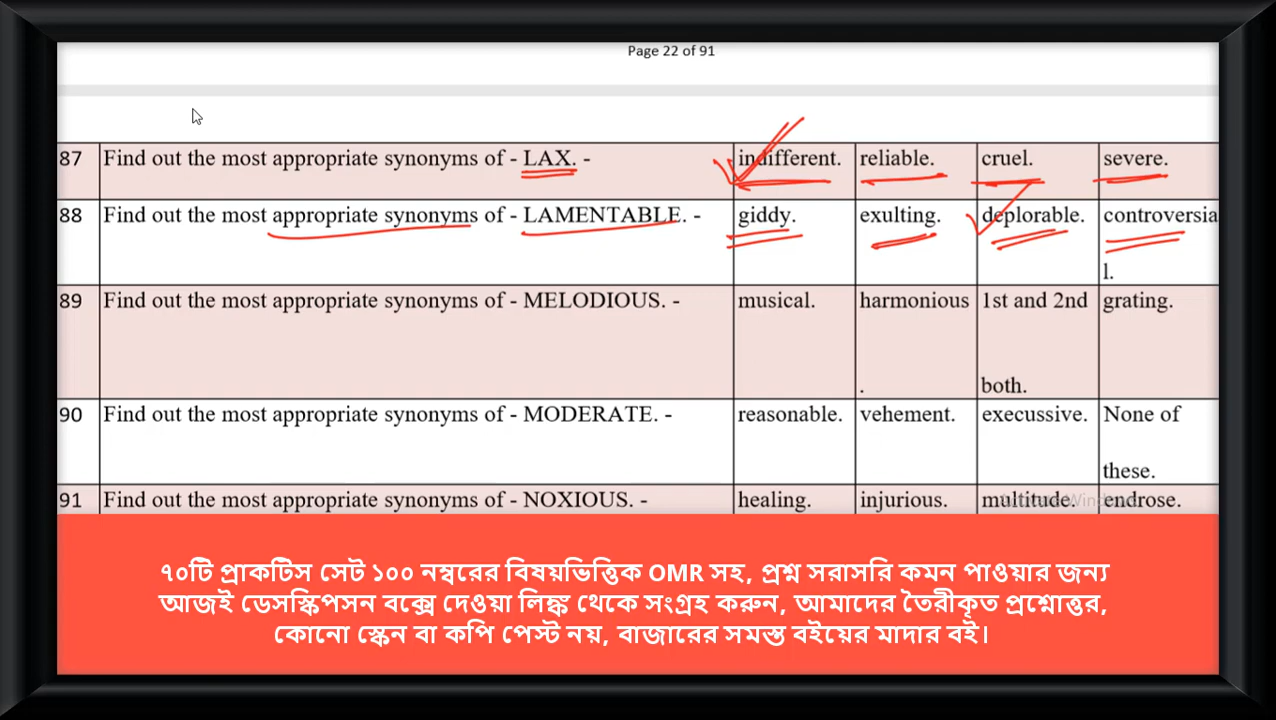 Page 22 of 91
87 Find out the most appropriate synonyms of - LAX. - indifferent. reliable. cruel. severe.
88 Find out the most appropriate synonyms of - LAMENTABLE. - giddy. exulting. deplorable. controversia
l.
89 Find out the most appropriate synonyms of - MELODIOUS. - musical. harmonious 1st and 2nd grating.
. both.
90 Find out the most appropriate synonyms of - MODERATE. - reasonable. vehement. execussive. None of
these.
91 Find out the most appropriate synonyms of - NOXIOUS. - healing. injurious. multitude. endrose.
Activate Windows
৭০টি প্রাকটিস সেট ১০০ নম্বরের বিষয়ভিত্তিক OMR সহ, প্রশ্ন সরাসরি কমন পাওয়ার জন্য
আজই ডেসস্কিপসন বক্সে দেওয়া লিঙ্ক থেকে সংগ্রহ করুন, আমাদের তৈরীকৃত প্রশ্নোত্তুর,
কোনো স্কেন বা কপি পেস্ট নয়, বাজারের সমস্ত বইয়ের মাদার বই।